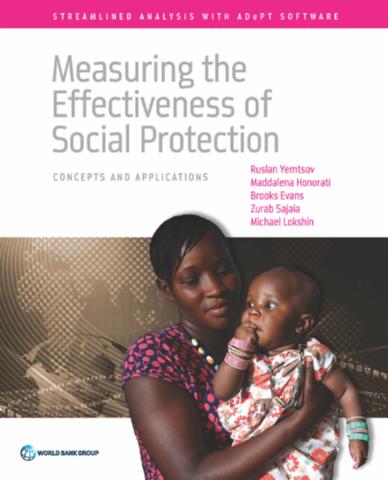 STREAMLINED ANALYSIS WITH ADePT SOFTWARE
Measuring the
Effectiveness of
Social Protection
CONCEPTS AND APPLICATIONS
Ruslan Yemtsov
Maddalena Honorati
Brooks Evans
Zurab Sajaia
Michael Lokshin
WORLD BANK GROUP